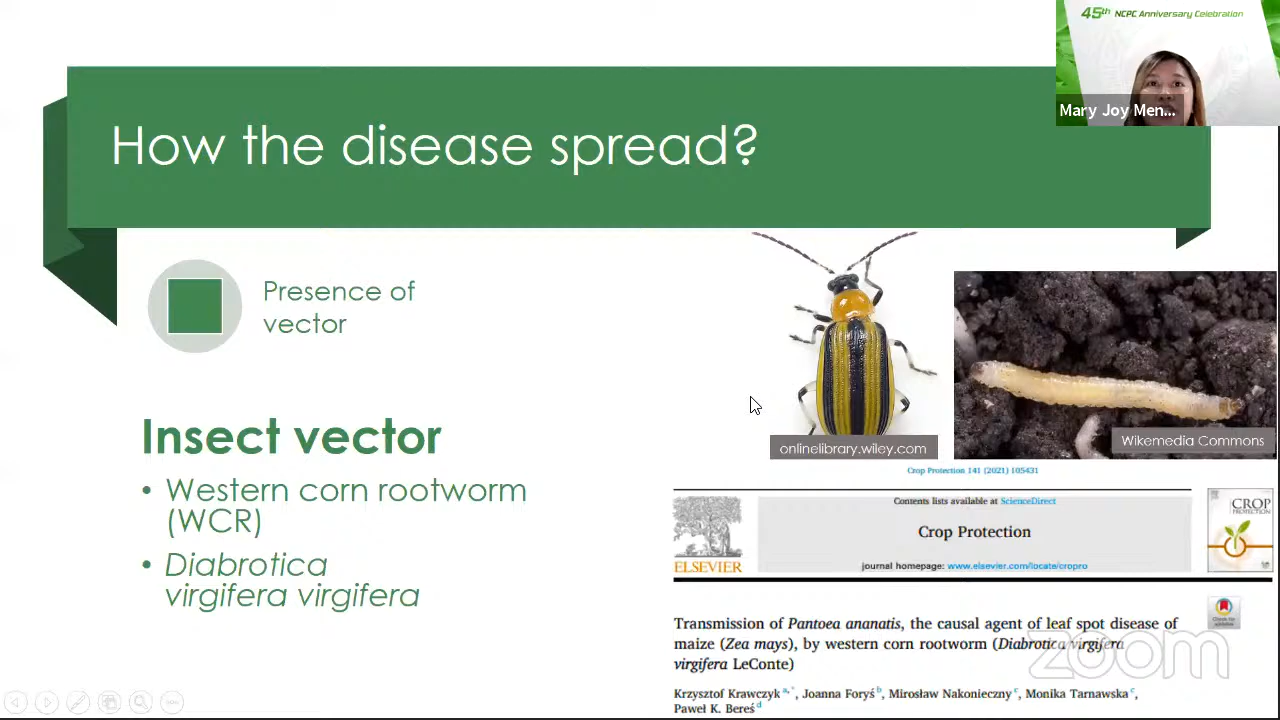 45th NCPC Anniversary Celebration
Mary Joy Men...
How the disease spread?
Presence of
vector
Insect vector
• Western corn rootworm
(WCR)
• Diabrotica
virgifera virgifera
onlinelibrary.wiley.com
Wikemedia Commons
Crop Protection 141 (2021) 105431
Contents lists available at ScienceDirect
Crop Protection
journal homepage: www.elsevier.com/locate/cropro
ELSEVIER
CROP
PROTECTION
Transmission of Pantoea ananatis, the causal agent of leaf spot disease of
maize (Zea mays), by western corn rootworm (Diabrotica virgifera
virgifera LeConte)
Check for
updates
Krzysztof Krawczyk a,*, Joanna Foryś b, Mirosław Nakonieczny c, Monika Tarnawska c,
Paweł K. Bereś d
zoom